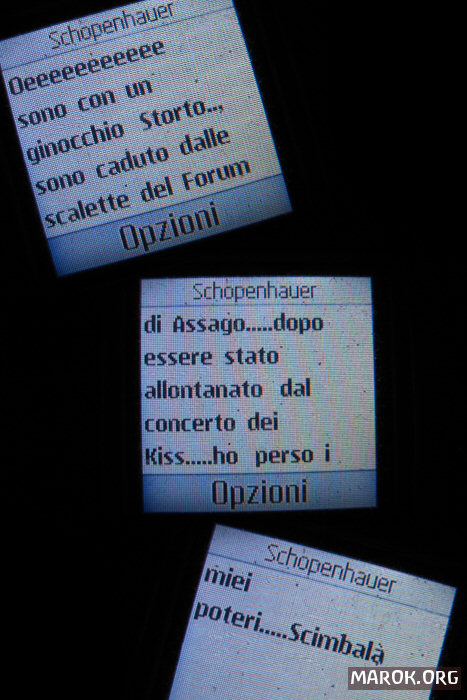 Schopenhauer
Oeeeeeeeeeeee
sono con un
ginocchio Storto..,
sono caduto dalle
scalette del Forum
Opzioni
Schopenhauer
di Assago.....dopo
essere stato
allontanato dal
concerto dei
Kiss.....ho perso i
Opzioni
Schopenhauer
miei
poteri.....Scimbalà
MAROK.ORG